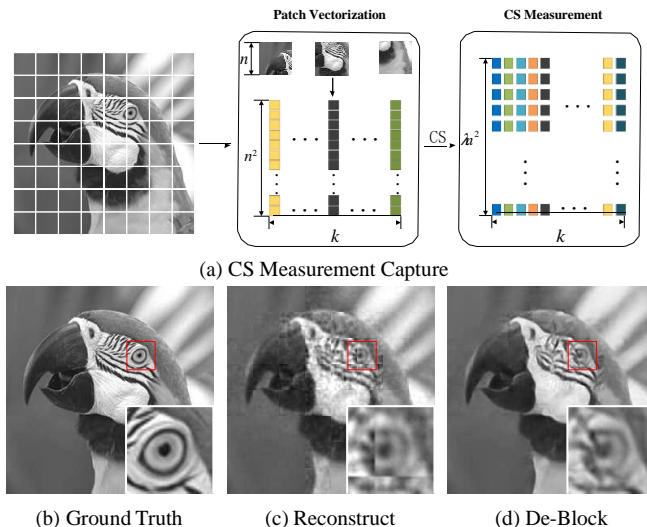 Patch Vectorization
CS Measurement
n
n²
k
CS
λn²
k
(a) CS Measurement Capture
(b) Ground Truth
(c) Reconstruct
(d) De-Block